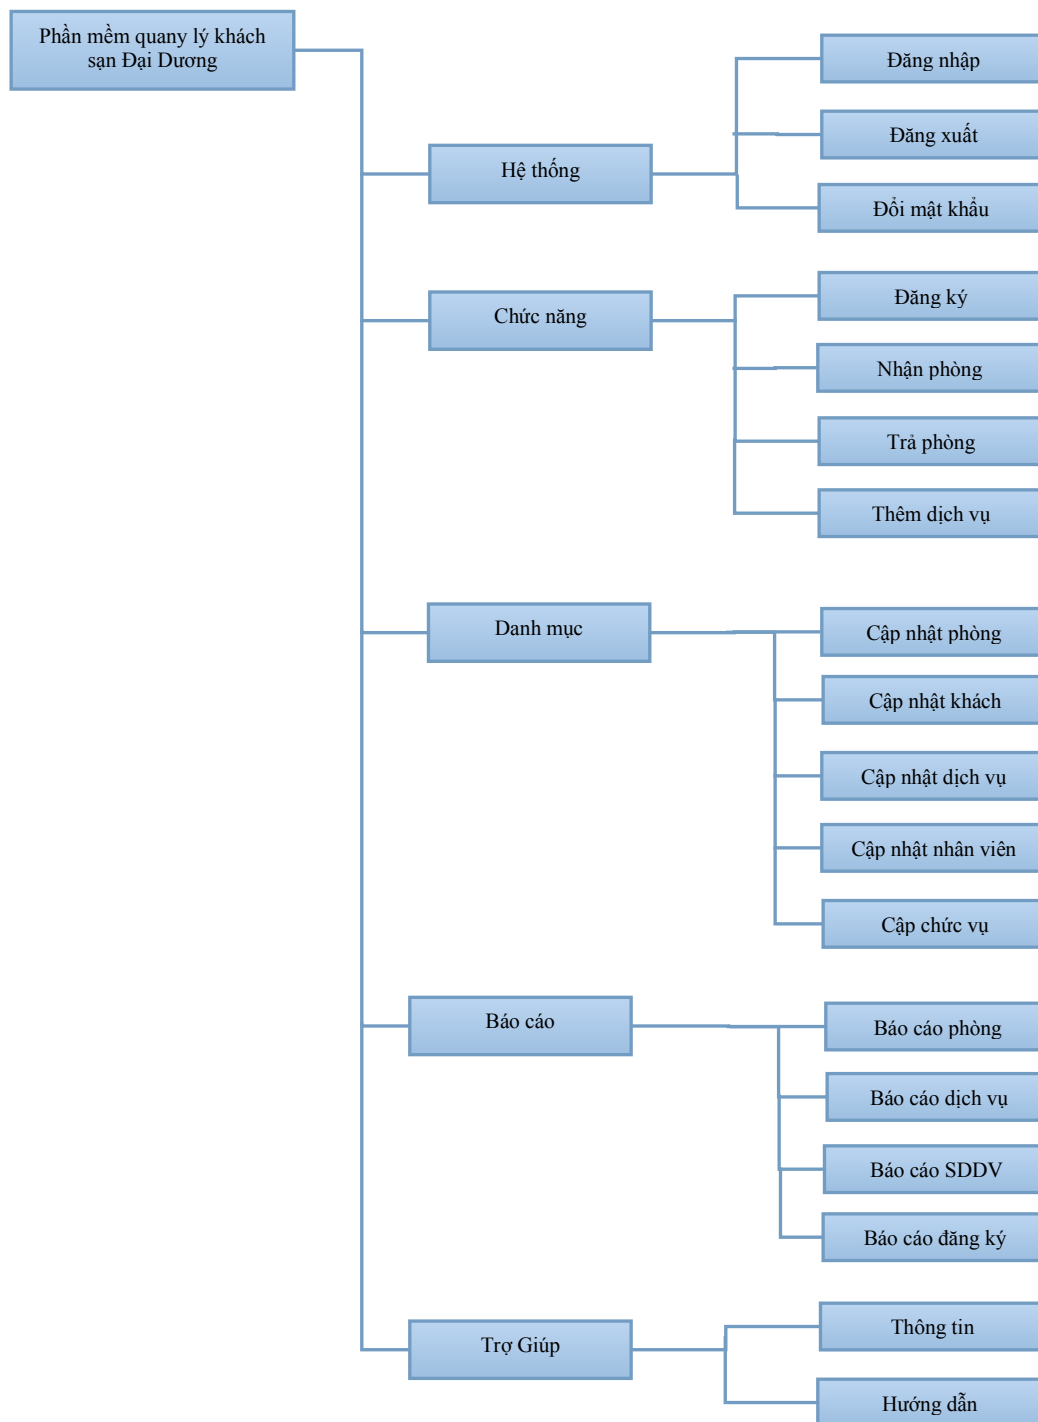 Phần mềm quany lý khách
sạn Đại Dương
Hệ thống
Đăng nhập
Đăng xuất
Đổi mật khẩu
Chức năng
Đăng ký
Nhận phòng
Trả phòng
Thêm dịch vụ
Danh mục
Cập nhật phòng
Cập nhật khách
Cập nhật dịch vụ
Cập nhật nhân viên
Cập chức vụ
Báo cáo
Báo cáo phòng
Báo cáo dịch vụ
Báo cáo SDDV
Báo cáo đăng ký
Trợ Giúp
Thông tin
Hướng dẫn